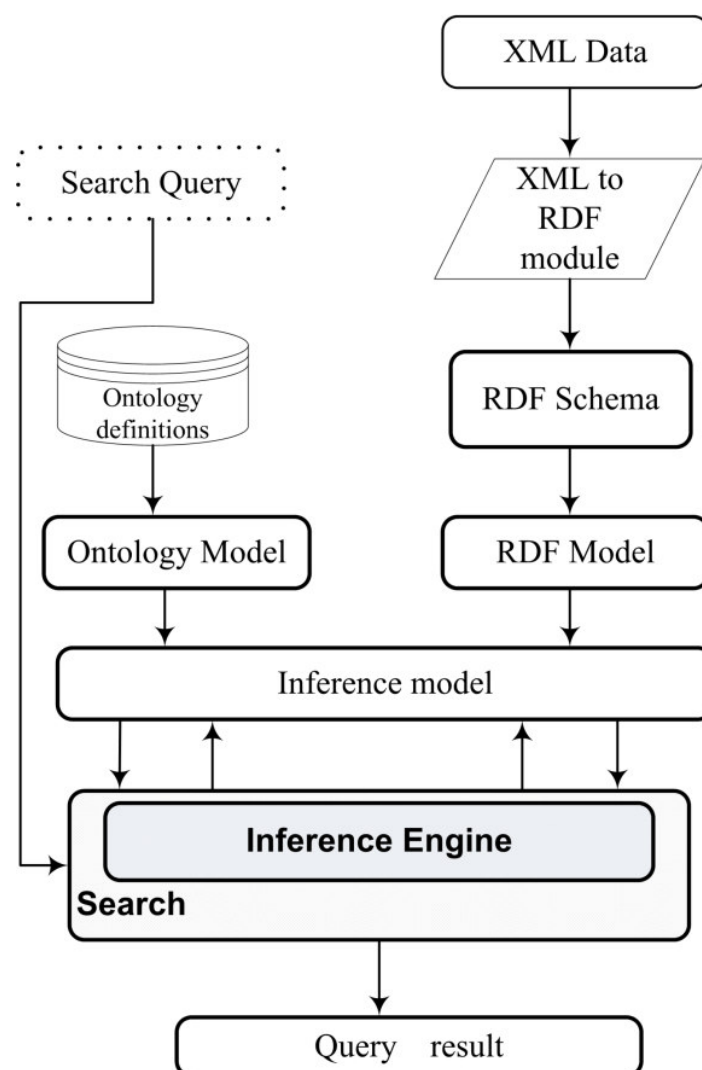 XML Data
Search Query
XML to
RDF
module
Ontology
definitions
RDF Schema
Ontology Model
RDF Model
Inference model
Inference Engine
Search
Query result